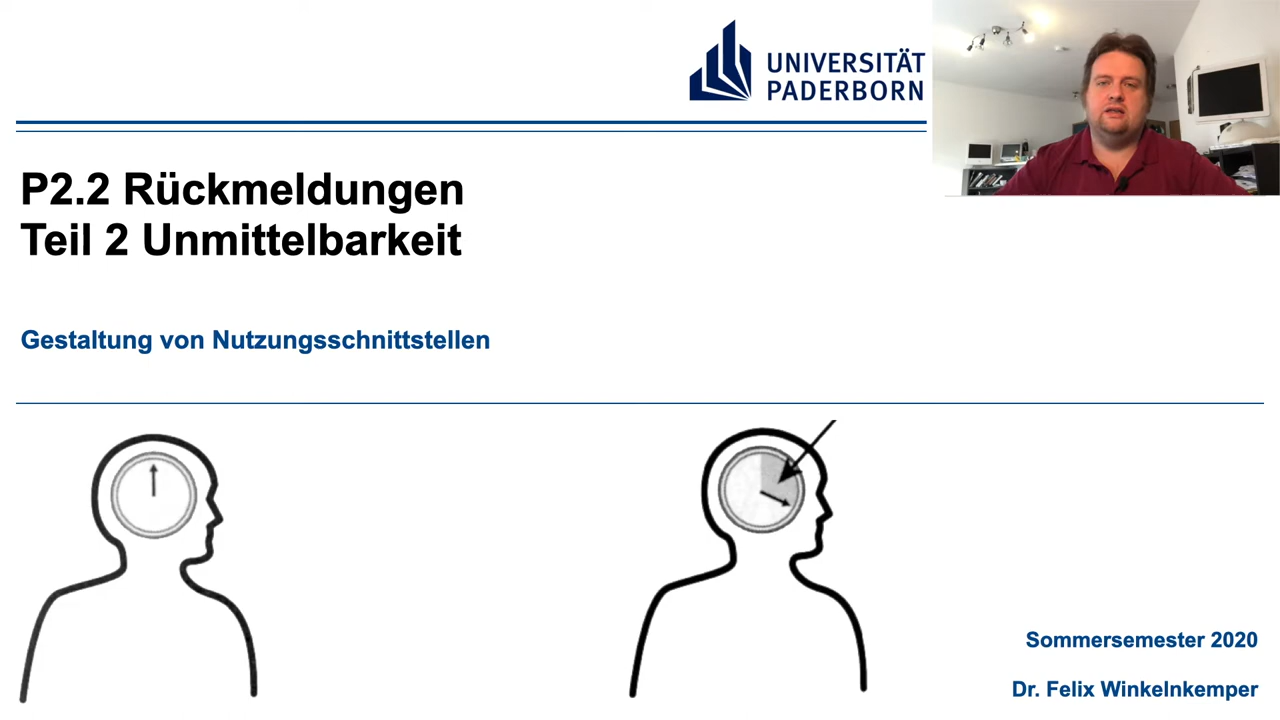 UNIVERSITÄT
PADERBORN
P2.2 Rückmeldungen
Teil 2 Unmittelbarkeit
Gestaltung von Nutzungsschnittstellen
Sommersemester 2020
Dr. Felix Winkelnkemper